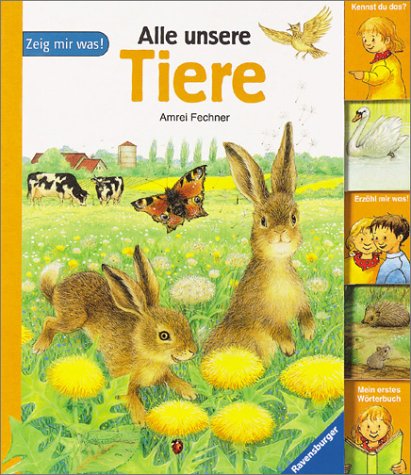 Zeig mir was!
Alle unsere
Tiere
Amrei Fechner
Kennst du das?
Erzähl mir was!
Mein erstes
Wörterbuch
Ravensburger